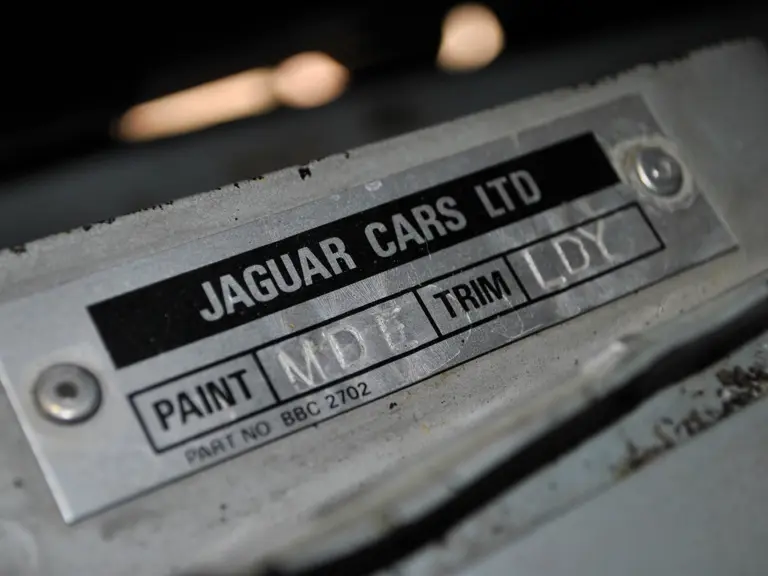 JAGUAR CARS LTD
PAINT MDE TRIM LDY
PART NO BBC 2702